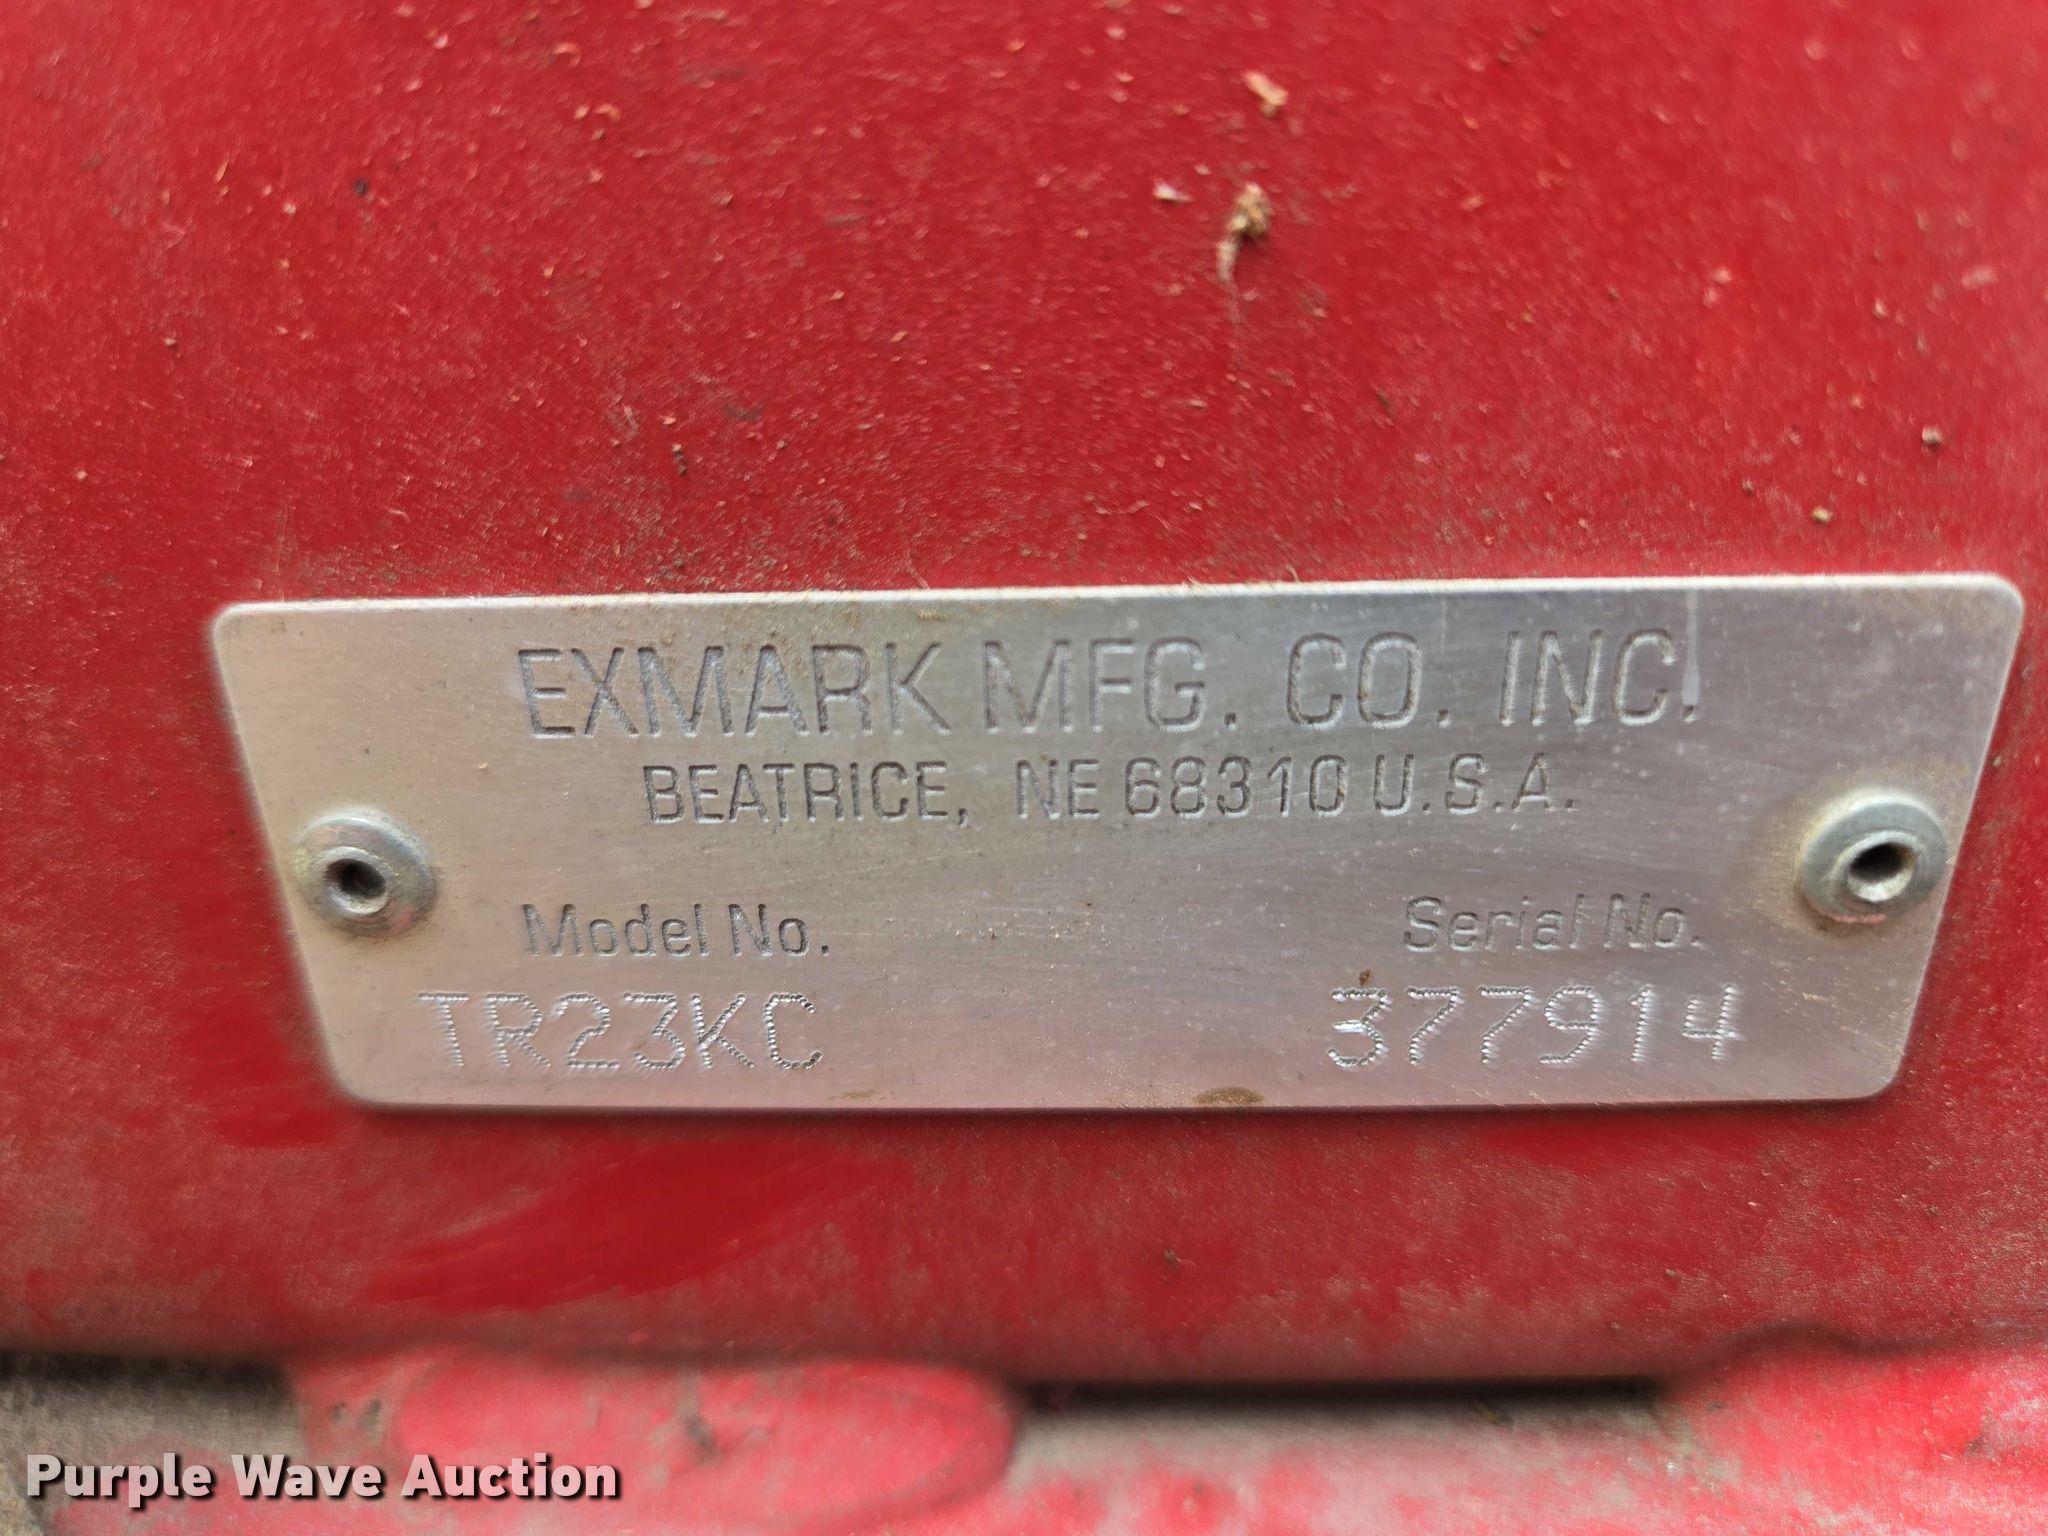 EXMARK MFG. CO. INC.
BEATRICE, NE 68310 U.S.A.
Model No. Serial No.
TR23KC 377914
Purple Wave Auction